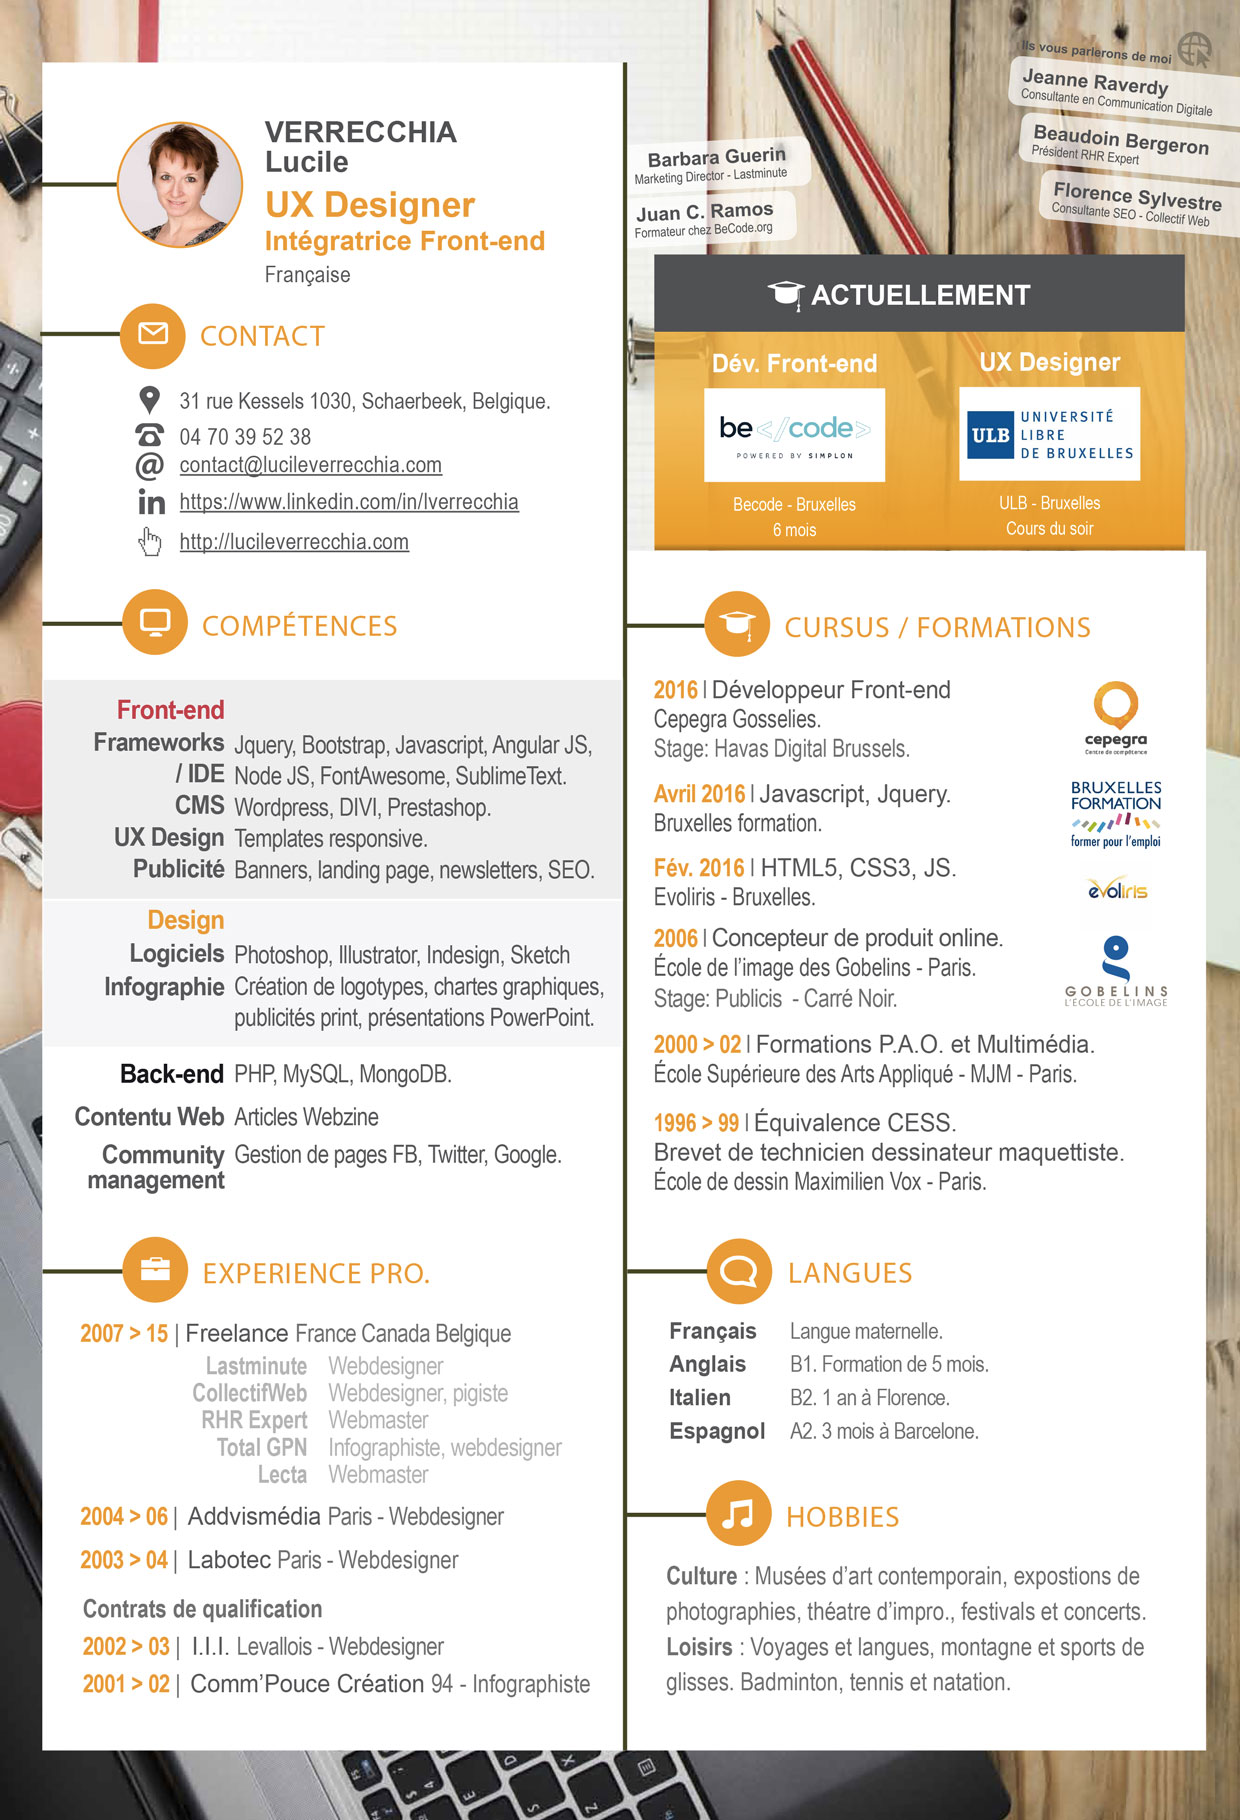 VERRECCHIA
Lucile
UX Designer
Intégratrice Front-end
Française
CONTACT
31 rue Kessels 1030, Schaerbeek, Belgique.
04 70 39 52 38
contact@lucileverrecchia.com
in https://www.linkedin.com/in/lverrecchia
http://lucileverrecchia.com
COMPÉTENCES
Front-end
Frameworks Jquery, Bootstrap, Javascript, Angular JS,
/ IDE Node JS, FontAwesome, SublimeText.
CMS Wordpress, DIVI, Prestashop.
UX Design Templates responsive.
Publicité Banners, landing page, newsletters, SEO.
Design
Logiciels Photoshop, Illustrator, Indesign, Sketch
Infographie Création de logotypes, chartes graphiques,
publicités print, présentations PowerPoint.
Back-end PHP, MySQL, MongoDB.
Contentu Web Articles Webzine
Community Gestion de pages FB, Twitter, Google.
management
EXPERIENCE PRO.
2007 > 15 | Freelance France Canada Belgique
Lastminute Webdesigner
CollectifWeb Webdesigner, pigiste
RHR Expert Webmaster
Total GPN Infographiste, webdesigner
Lecta Webmaster
2004 > 06 | Addvismédia Paris - Webdesigner
2003 > 04 | Labotec Paris - Webdesigner
Contrats de qualification
2002 > 03 | I.I.I. Levallois - Webdesigner
2001 > 02 | Comm'Pouce Création 94 - Infographiste
Ils vous parlerons de moi
Jeanne Raverdy
Consultante en Communication Digitale
Beaudoin Bergeron
Président RHR Expert
Florence Sylvestre
Consultante SEO - Collectif Web
Barbara Guerin
Marketing Director - Lastminute
Juan C. Ramos
Formateur chez BeCode.org
ACTUELLEMENT
Dév. Front-end
be </code>
POWERED BY SIMPLON
Becode - Bruxelles
6 mois
UX Designer
ULB
UNIVERSITÉ
LIBRE
DE BRUXELLES
ULB - Bruxelles
Cours du soir
CURSUS / FORMATIONS
2016 | Développeur Front-end
Cepegra Gosselies.
Stage: Havas Digital Brussels.
cepegra
Centre de compétence
Avril 2016 | Javascript, Jquery.
Bruxelles formation.
BRUXELLES
FORMATION
former pour l'emploi
Fév. 2016 | HTML5, CSS3, JS.
Evoliris - Bruxelles.
evoliris
2006 | Concepteur de produit online.
École de l'image des Gobelins - Paris.
Stage: Publicis - Carré Noir.
GOBELINS
L'ÉCOLE DE L'IMAGE
2000 > 02 | Formations P.A.O. et Multimédia.
École Supérieure des Arts Appliqué - MJM - Paris.
1996 > 99 | Équivalence CESS.
Brevet de technicien dessinateur maquettiste.
École de dessin Maximilien Vox - Paris.
LANGUES
Français Langue maternelle.
Anglais B1. Formation de 5 mois.
Italien B2. 1 an à Florence.
Espagnol A2. 3 mois à Barcelone.
HOBBIES
Culture : Musées d'art contemporain, expostions de
photographies, théatre d'impro., festivals et concerts.
Loisirs : Voyages et langues, montagne et sports de
glisses. Badminton, tennis et natation.